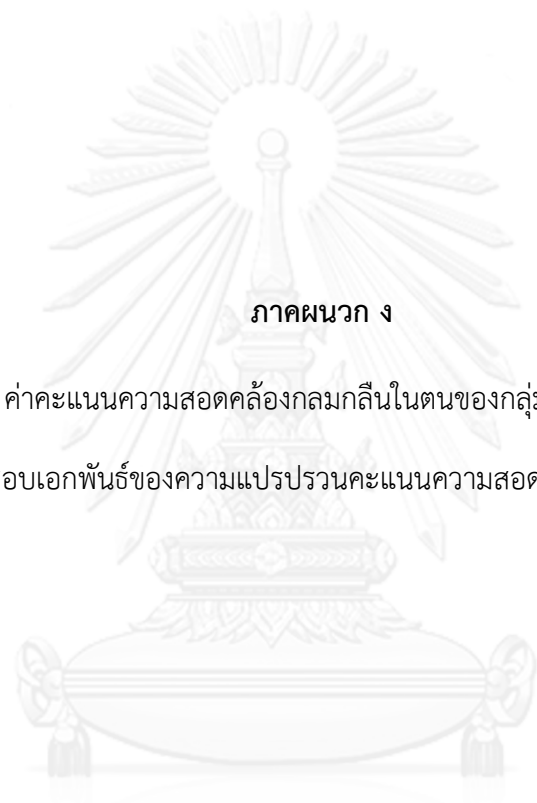 ภาคผนวก ง
ค่าคะแนนความสอดคล้องกลมกลืนในตนของกลุ่ม
อบเอกพันธ์ของความแปรปรวนคะแนนความสอด